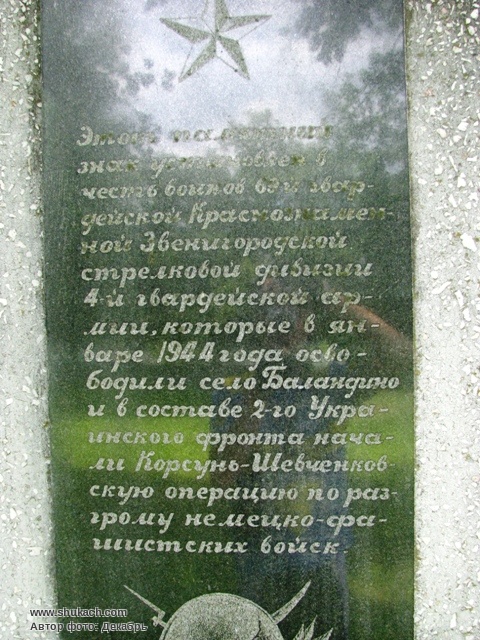 Этот памятный
знак установлен в
честь воинов 69й гвар-
дейской Краснознамен-
ной Звенигородской
стрелковой дивизии
4-й гвардейской ар-
мии, которые в ян-
варе 1944 года осво-
бодили село Баландино
и в составе 2-го Укра-
инского фронта нача-
ли Корсунь-Шевченков-
скую операцию по раз-
грому немецко-фа-
шистских войск.
www.shukach.com
Автор фото: Декабрь